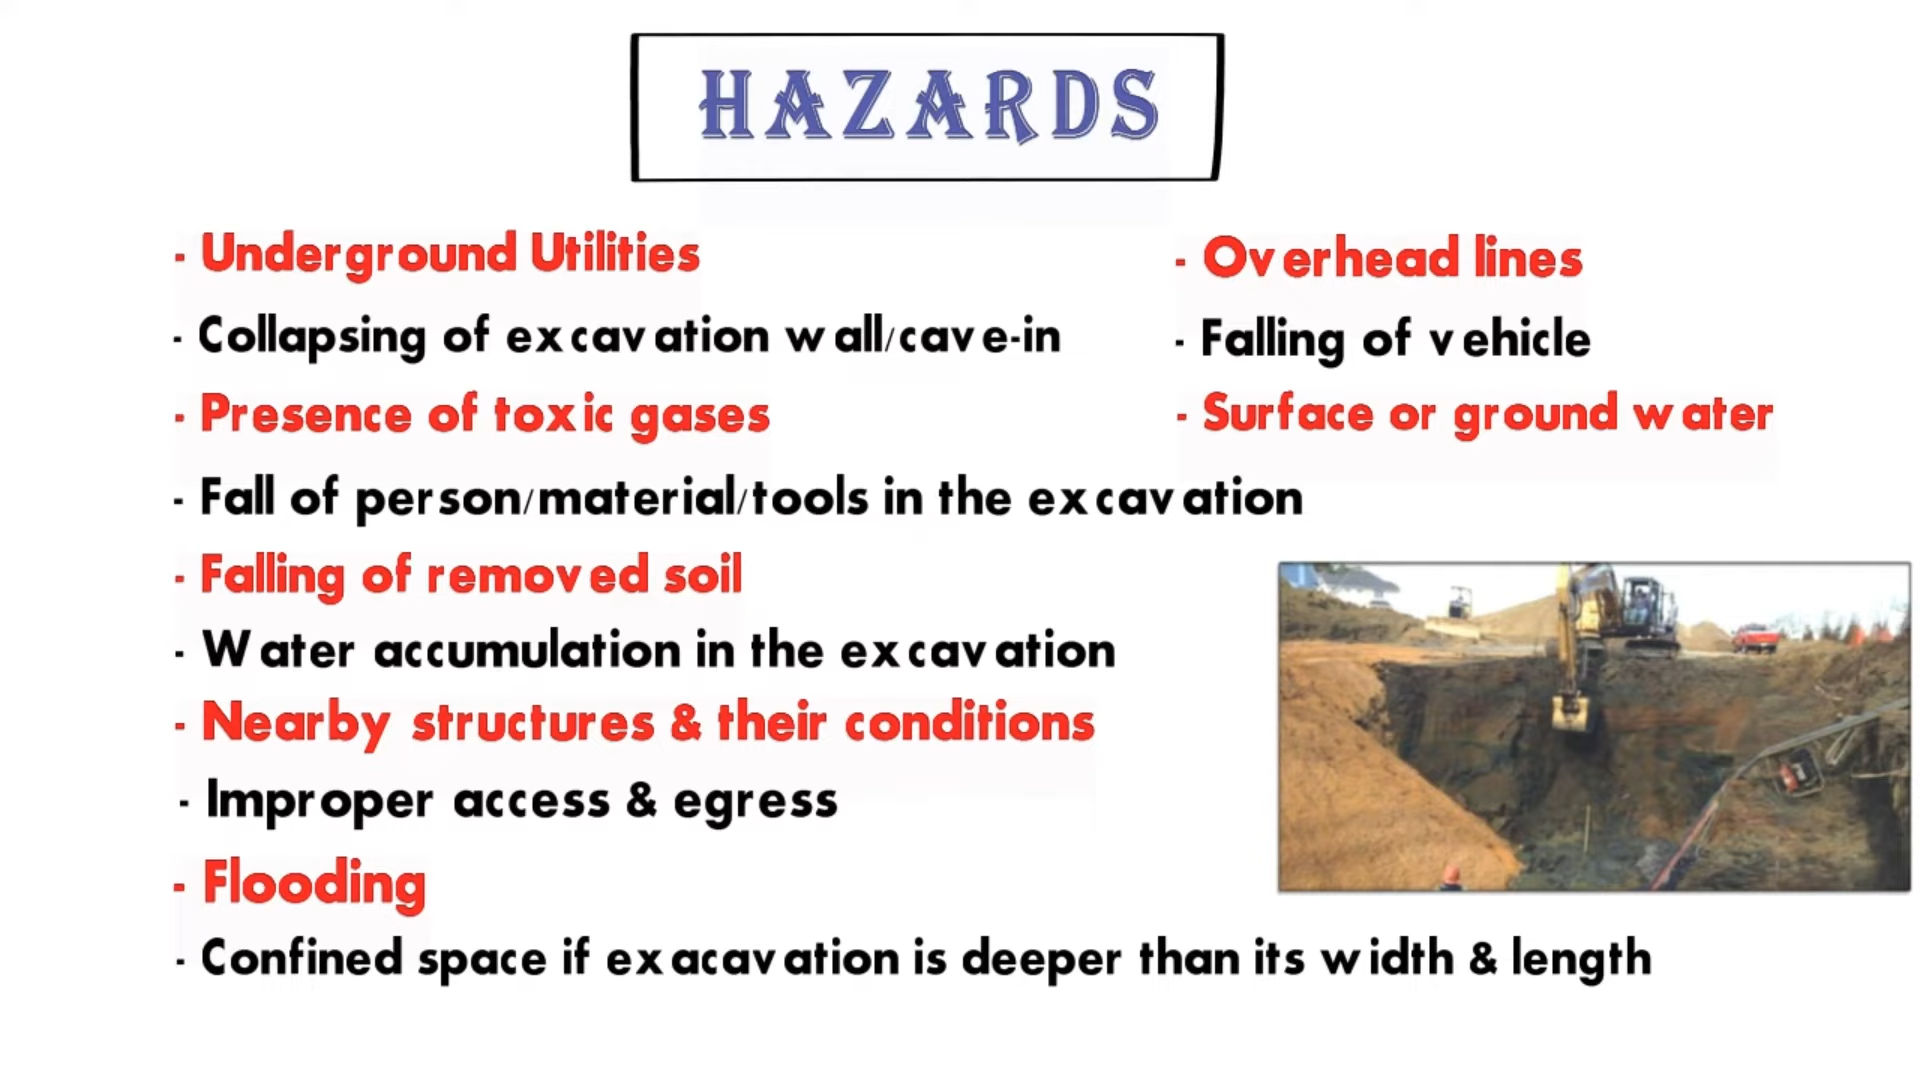 HAZARDS
- Underground Utilities
- Overhead lines
- Collapsing of excavation wall/cave-in
- Falling of vehicle
- Presence of toxic gases
- Surface or ground water
- Fall of person/material/tools in the excavation
- Falling of removed soil
- Water accumulation in the excavation
- Nearby structures & their conditions
- Improper access & egress
- Flooding
- Confined space if exacavation is deeper than its width & length